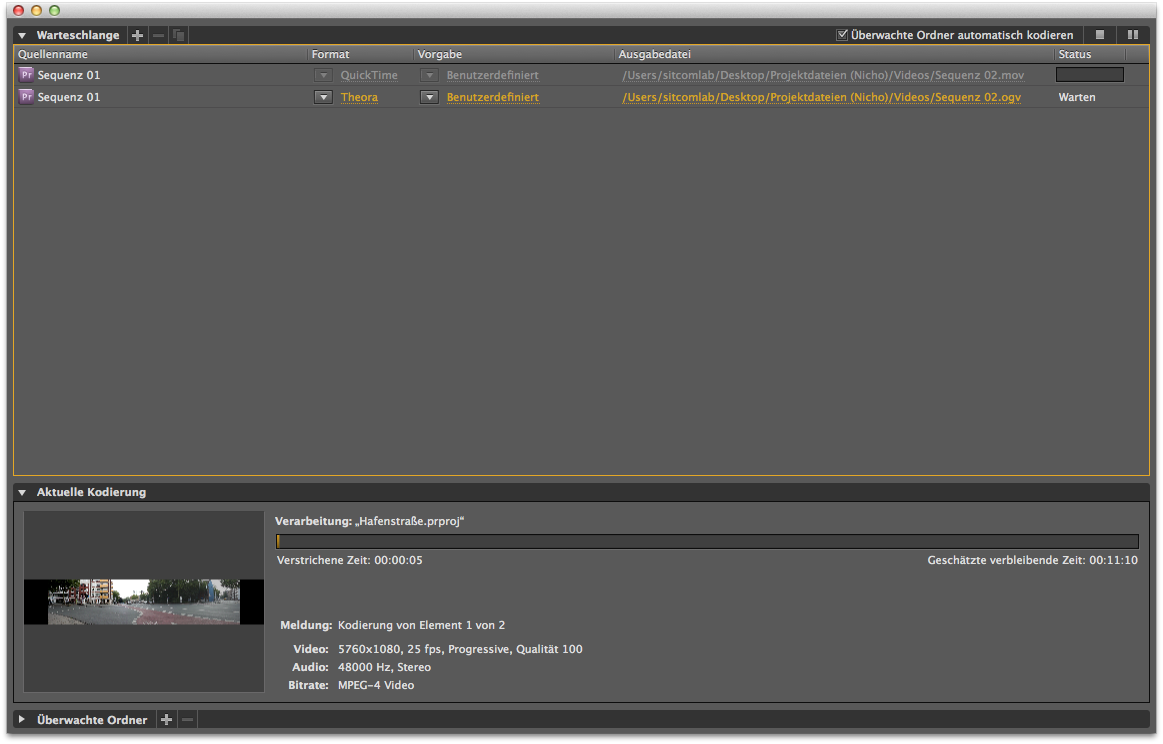 Warteschlange
Überwachte Ordner automatisch kodieren
Quellenname Format Vorgabe Ausgabedatei Status
Pr Sequenz 01 QuickTime Benutzerdefiniert /Users/sitcomlab/Desktop/Projektdateien (Nicho)/Videos/Sequenz 02.mov
Pr Sequenz 01 Theora Benutzerdefiniert /Users/sitcomlab/Desktop/Projektdateien (Nicho)/Videos/Sequenz 02.ogv Warten
Aktuelle Kodierung
Verarbeitung: „Hafenstraße.prproj“
Verstrichene Zeit: 00:00:05 Geschätzte verbleibende Zeit: 00:11:10
Meldung: Kodierung von Element 1 von 2
Video: 5760x1080, 25 fps, Progressive, Qualität 100
Audio: 48000 Hz, Stereo
Bitrate: MPEG-4 Video
Überwachte Ordner